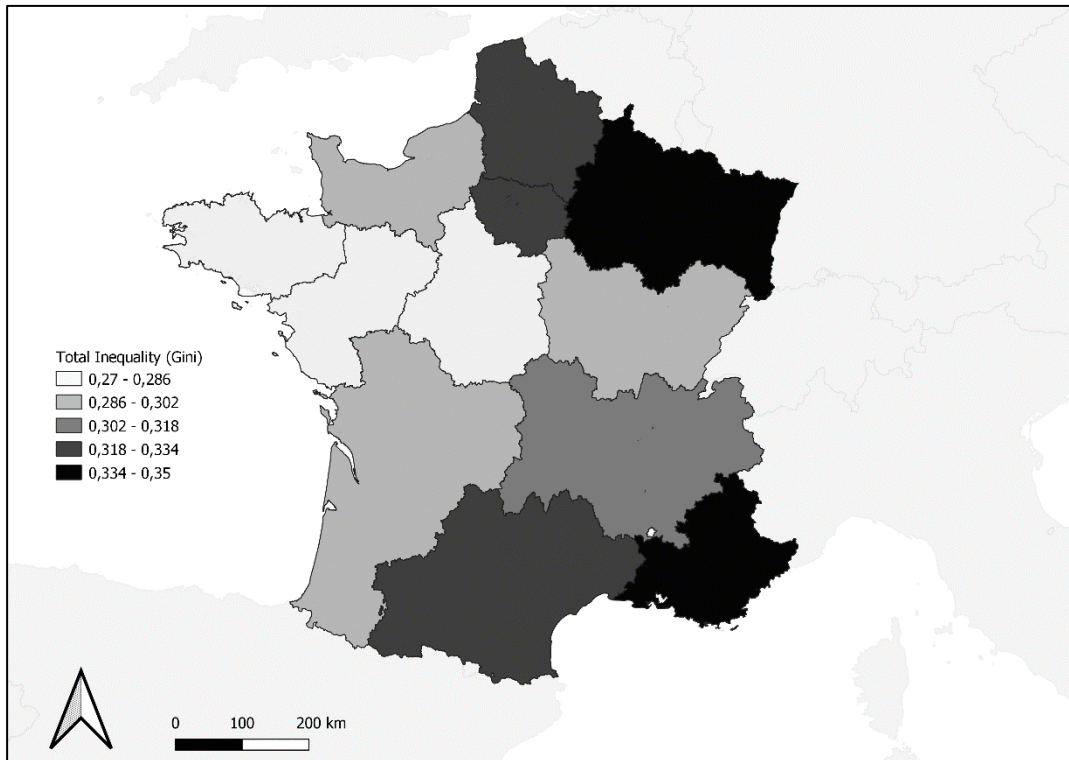 Total Inequality (Gini)
0,27 - 0,286
0,286 - 0,302
0,302 - 0,318
0,318 - 0,334
0,334 - 0,35
0 100 200 km